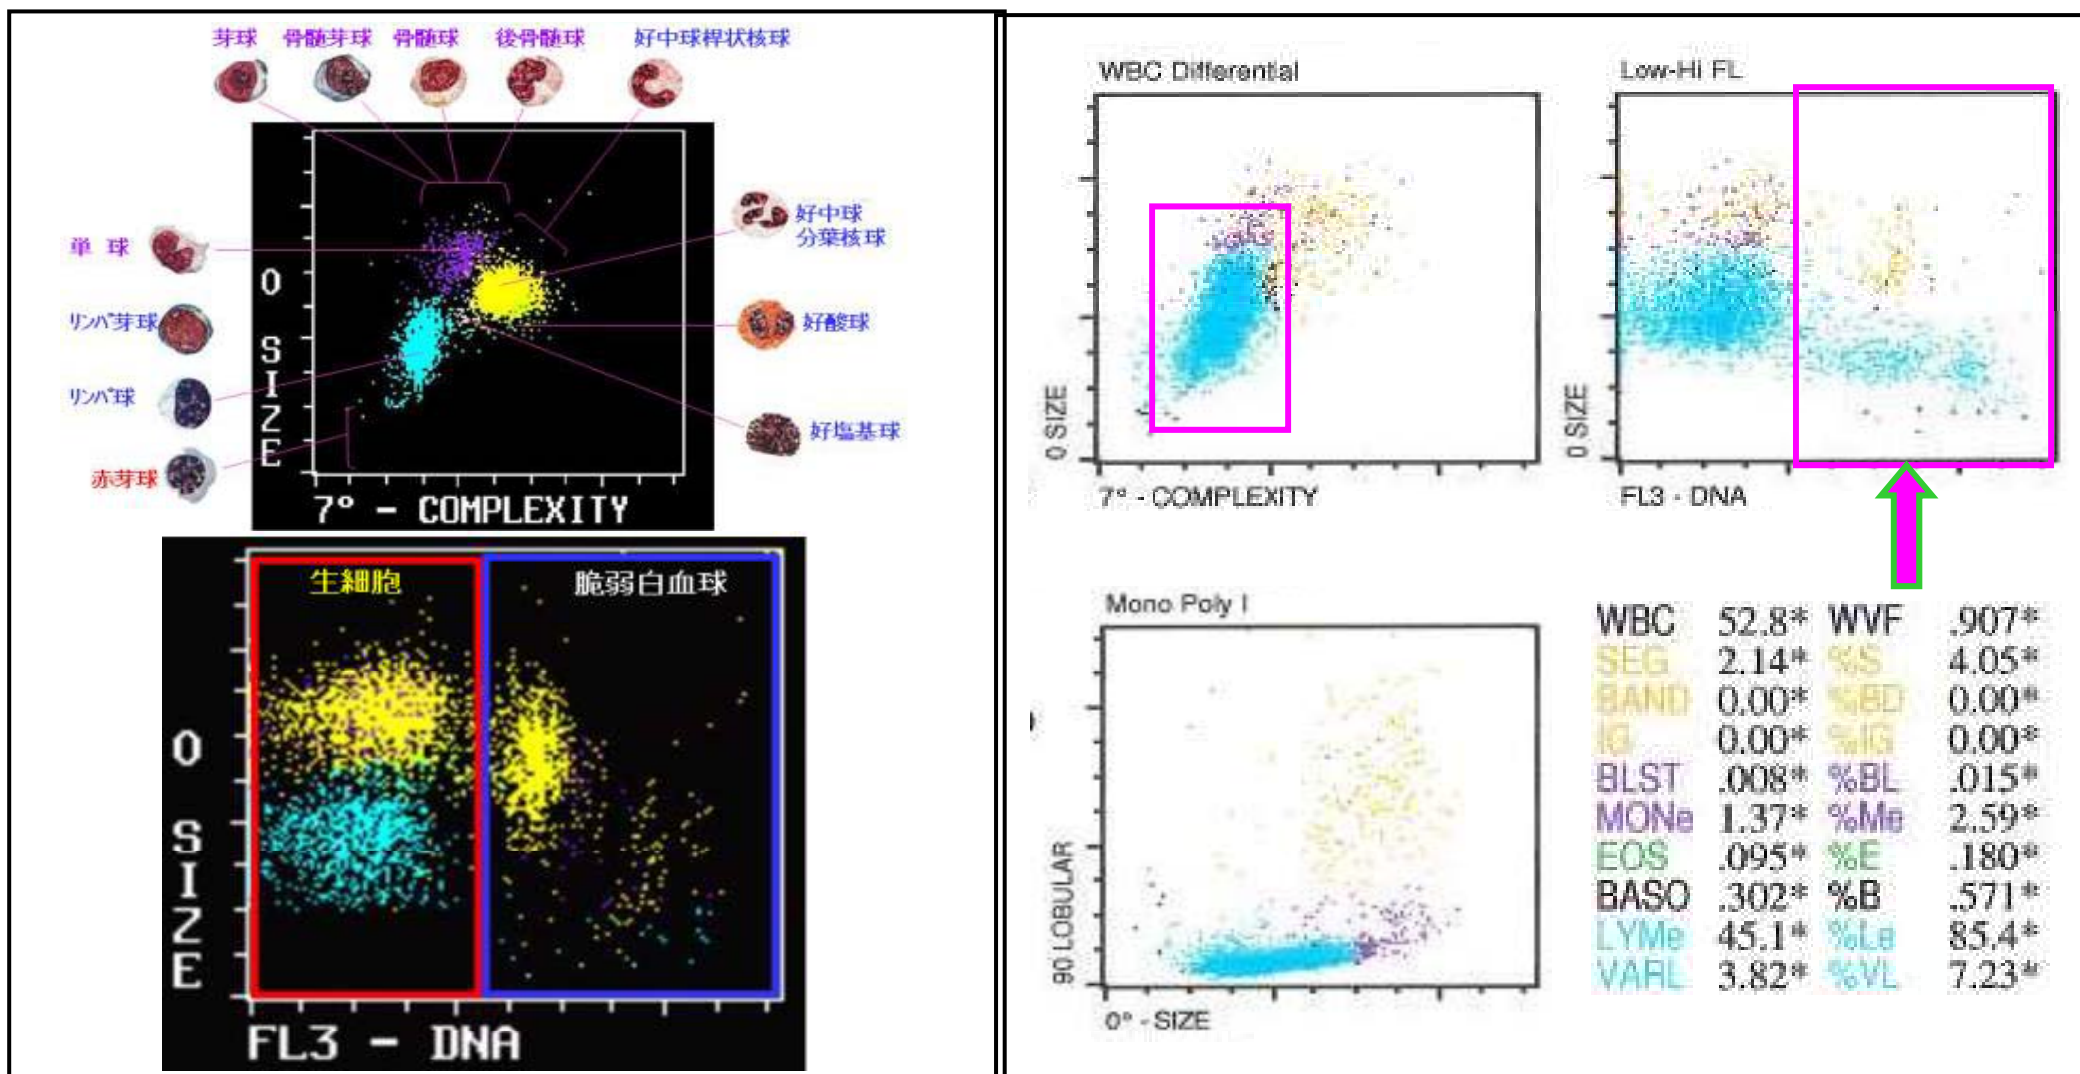 芽球 骨髄芽球 骨髄球 後骨髄球 好中球桿状核球
単 球
リンパ芽球
リンパ球
赤芽球
好中球
分葉核球
好酸球
好塩基球
0 SIZE
7° - COMPLEXITY
生細胞
脆弱白血球
0 SIZE
FL3 - DNA
WBC Differential
0 SIZE
7° - COMPLEXITY
Low-Hi FL
0 SIZE
FL3 - DNA
Mono Poly I
90 LOBULAR
0° - SIZE
WBC 52.8* WVF .907*
SEG 2.14* %S 4.05*
BAND 0.00* %BD 0.00*
IG 0.00* %IG 0.00*
BLST .008* %BL .015*
MONe 1.37* %Me 2.59*
EOS .095* %E .180*
BASO .302* %B .571*
LYMe 45.1* %Le 85.4*
VARL 3.82* %VL 7.23*